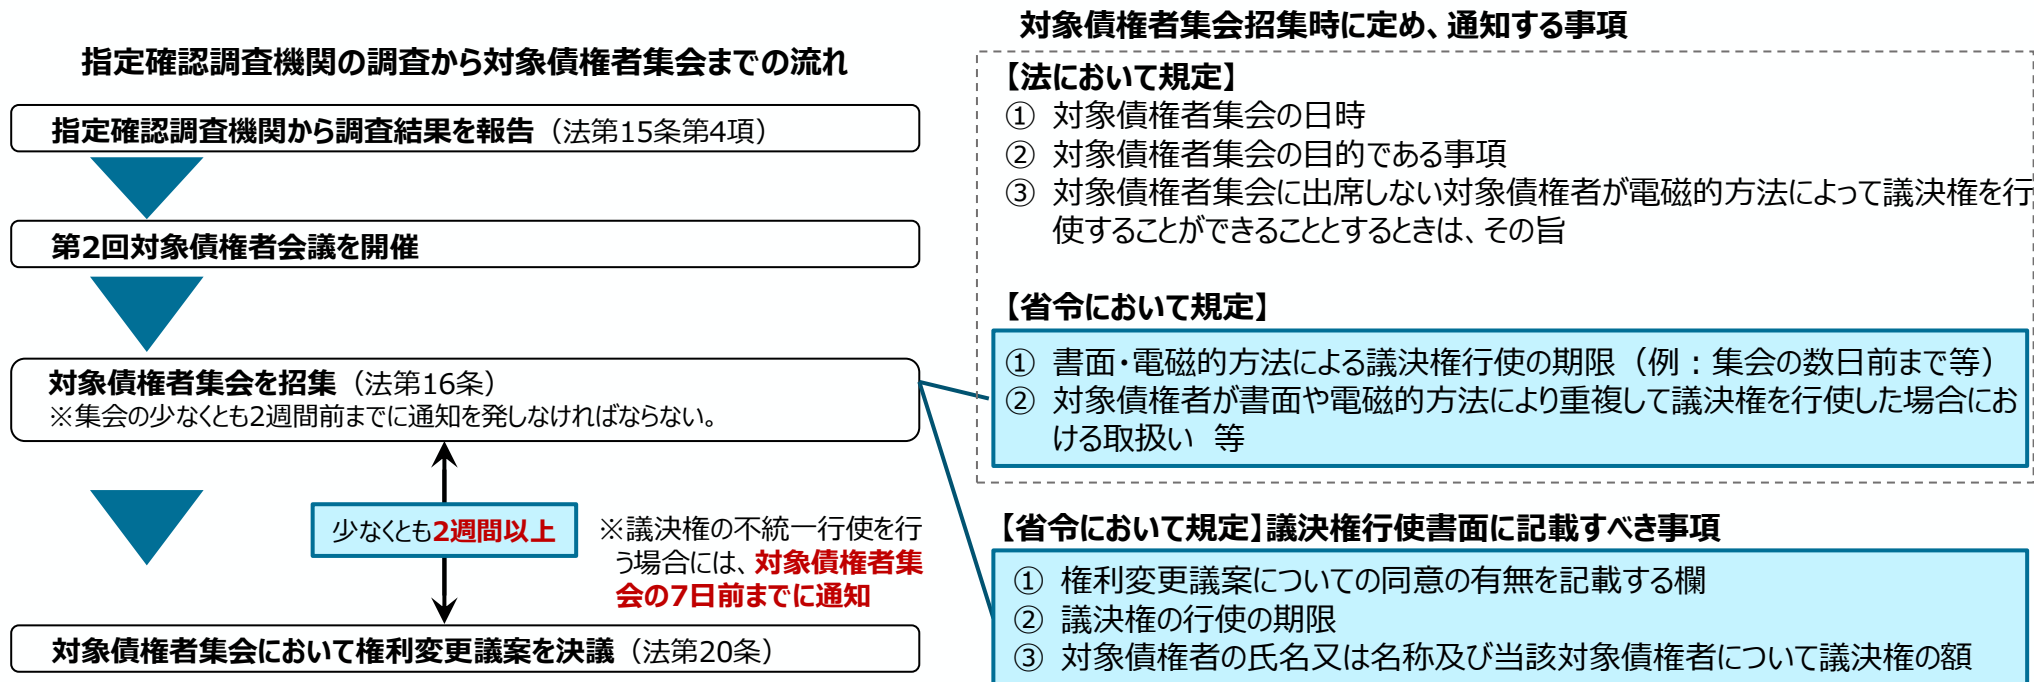 指定確認調査機関の調査から対象債権者集会までの流れ
指定確認調査機関から調査結果を報告（法第15条第4項）
第2回対象債権者会議を開催
対象債権者集会を招集（法第16条）
※集会の少なくとも2週間前までに通知を発しなければならない。
少なくとも2週間以上
※議決権の不統一行使を行
う場合には、対象債権者集
会の7日前までに通知
対象債権者集会において権利変更議案を決議（法第20条）
対象債権者集会招集時に定め、通知する事項
【法において規定】
① 対象債権者集会の日時
② 対象債権者集会の目的である事項
③ 対象債権者集会に出席しない対象債権者が電磁的方法によって議決権を行
使することができることとするときは、その旨
【省令において規定】
① 書面・電磁的方法による議決権行使の期限（例：集会の数日前まで等）
② 対象債権者が書面や電磁的方法により重複して議決権を行使した場合にお
ける取扱い 等
【省令において規定】議決権行使書面に記載すべき事項
① 権利変更議案についての同意の有無を記載する欄
② 議決権の行使の期限
③ 対象債権者の氏名又は名称及び当該対象債権者について議決権の額